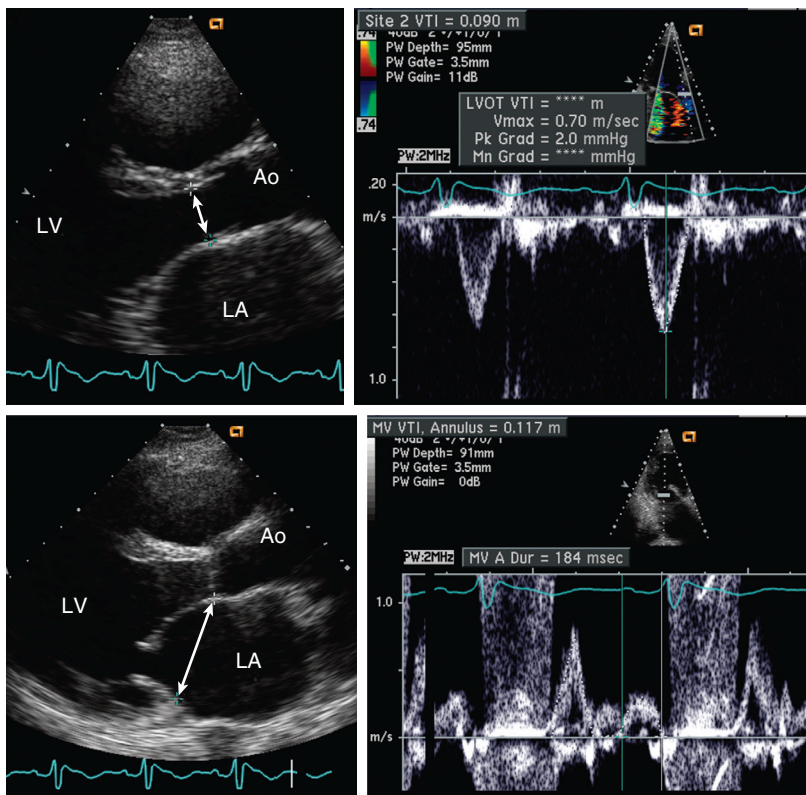 Ao
LV
LA
Site 2 VTI = 0.090 m
.74
PW Depth= 95mm
PW Gate= 3.5mm
PW Gain= 11dB
.74
LVOT VTI = **** m
Vmax = 0.70 m/sec
Pk Grad = 2.0 mmHg
Mn Grad = **** mmHg
PW:2MHz
.20
m/s
1.0
Ao
LV
LA
MV VTI, Annulus = 0.117 m
PW Depth= 91mm
PW Gate= 3.5mm
PW Gain= 0dB
PW:2MHz
MV A Dur = 184 msec
1.0
m/s